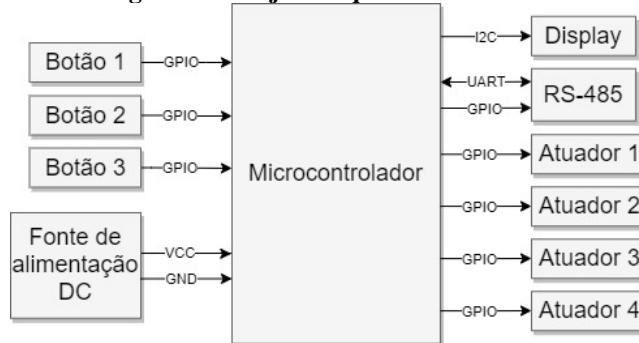 Botão 1
GPIO
Botão 2
GPIO
Botão 3
GPIO
Fonte de
alimentação
DC
VCC
GND
Microcontrolador
I2C
Display
UART
GPIO
RS-485
GPIO
Atuador 1
GPIO
Atuador 2
GPIO
Atuador 3
GPIO
Atuador 4